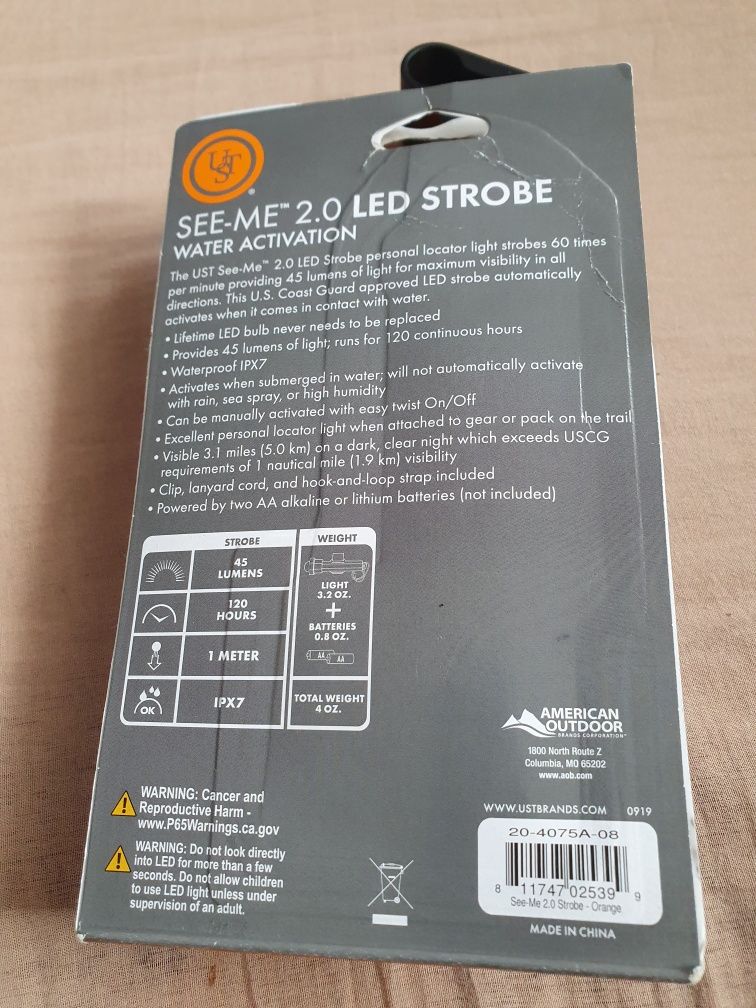 UST
®
SEE-ME™ 2.0 LED STROBE
WATER ACTIVATION
The UST See-Me™ 2.0 LED Strobe personal locator light strobes 60 times
per minute providing 45 lumens of light for maximum visibility in all
directions. This U.S. Coast Guard approved LED strobe automatically
activates when it comes in contact with water.
• Lifetime LED bulb never needs to be replaced
• Provides 45 lumens of light; runs for 120 continuous hours
• Waterproof IPX7
• Activates when submerged in water; will not automatically activate
with rain, sea spray, or high humidity
• Can be manually activated with easy twist On/Off
• Excellent personal locator light when attached to gear or pack on the trail
• Visible 3.1 miles (5.0 km) on a dark, clear night which exceeds USCG
requirements of 1 nautical mile (1.9 km) visibility
• Clip, lanyard cord, and hook-and-loop strap included
• Powered by two AA alkaline or lithium batteries (not included)
STROBE
45
LUMENS
120
HOURS
1 METER
OK
IPX7
WEIGHT
LIGHT
3.2 OZ.
+
BATTERIES
0.8 OZ.
AA AA
TOTAL WEIGHT
4 OZ.
AMERICAN
OUTDOOR
BRANDS CORPORATION™
1800 North Route Z
Columbia, MO 65202
www.aob.com
WARNING: Cancer and
Reproductive Harm -
www.P65Warnings.ca.gov
WARNING: Do not look directly
into LED for more than a few
seconds. Do not allow children
to use LED light unless under
supervision of an adult.
WWW.USTBRANDS.COM 0919
20-4075A-08
8 11747 02539 9
See-Me 2.0 Strobe - Orange
MADE IN CHINA